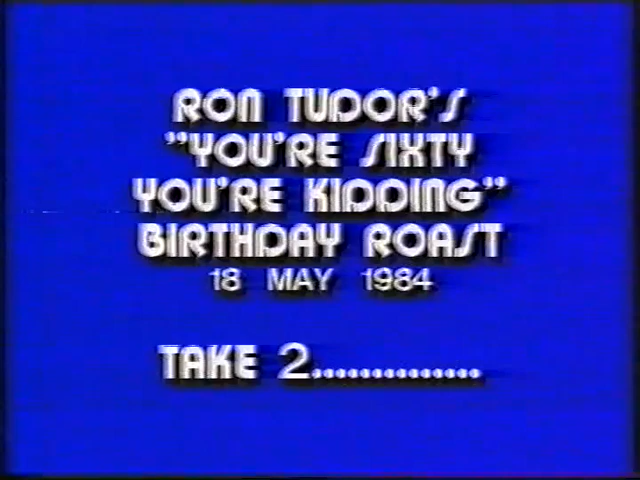 RON TUDOR'S
"YOU'RE SIXTY
YOU'RE KIDDING"
BIRTHDAY ROAST
18 MAY 1984
TAKE 2..............